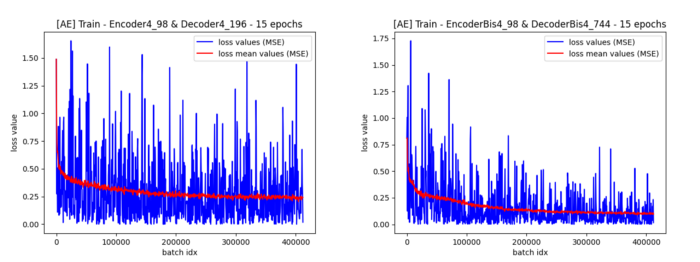 [AE] Train - Encoder4_98 & Decoder4_196 - 15 epochs
loss values (MSE)
loss mean values (MSE)
1.50
1.25
1.00
0.75
0.50
0.25
0.00
loss value
0
100000
200000
300000
400000
batch idx
[AE] Train - EncoderBis4_98 & DecoderBis4_744 - 15 epochs
loss values (MSE)
loss mean values (MSE)
1.75
1.50
1.25
1.00
0.75
0.50
0.25
0.00
loss value
0
100000
200000
300000
400000
batch idx